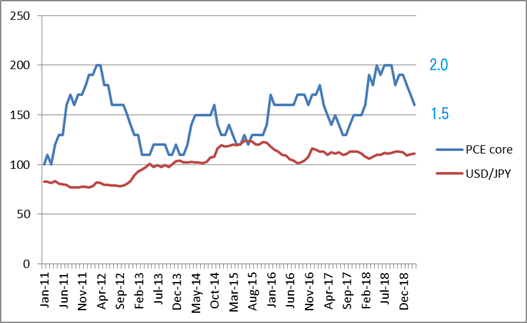 250
200
150
100
50
0
2.0
1.5
PCE core
USD/JPY
Jan-11
Jun-11
Nov-11
Apr-12
Sep-12
Feb-13
Jul-13
Dec-13
May-14
Oct-14
Mar-15
Aug-15
Jan-16
Jun-16
Nov-16
Apr-17
Sep-17
Feb-18
Jul-18
Dec-18